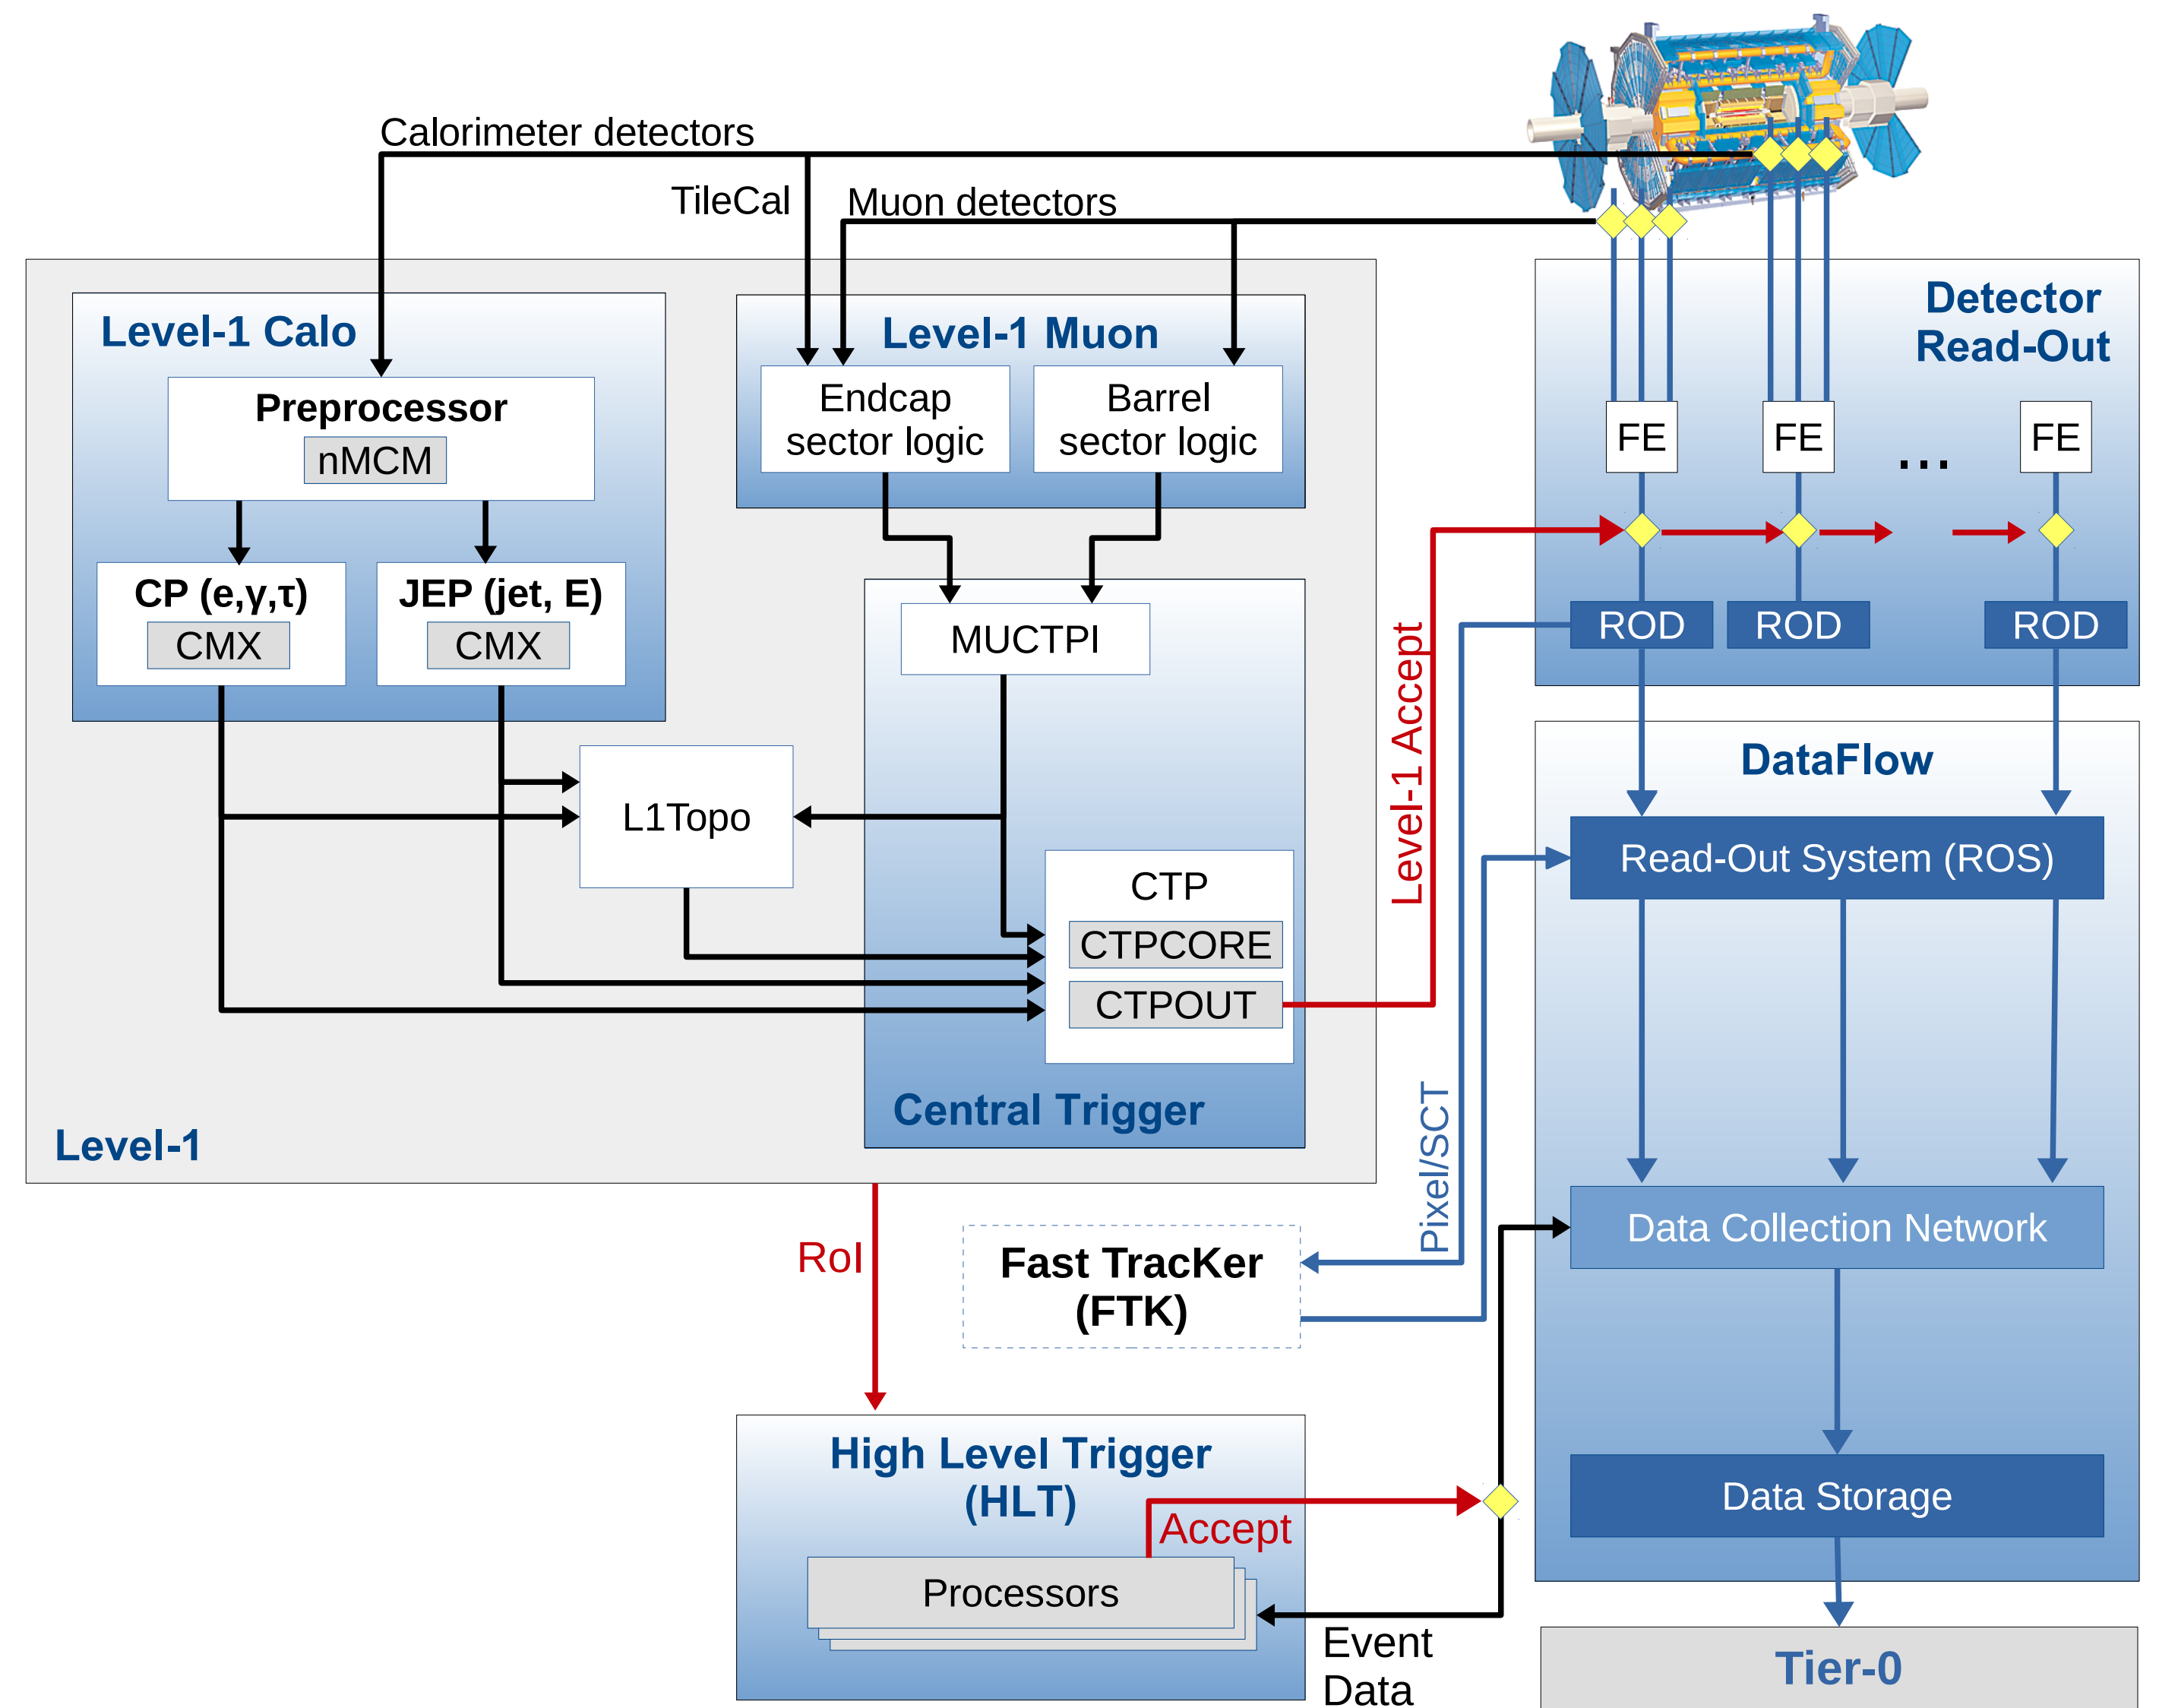 Calorimeter detectors
TileCal
Muon detectors
Level-1 Calo
Preprocessor
nMCM
CP (e,γ,τ)
CMX
JEP (jet, E)
CMX
Level-1 Muon
Endcap
sector logic
Barrel
sector logic
MUCTPI
L1Topo
CTP
CTPCORE
CTPOUT
Central Trigger
Level-1
Level-1 Accept
Detector
Read-Out
FE
FE
...
FE
ROD
ROD
ROD
DataFlow
Read-Out System (ROS)
Pixel/SCT
Data Collection Network
RoI
Fast TracKer
(FTK)
High Level Trigger
(HLT)
Accept
Processors
Event
Data
Data Storage
Tier-0